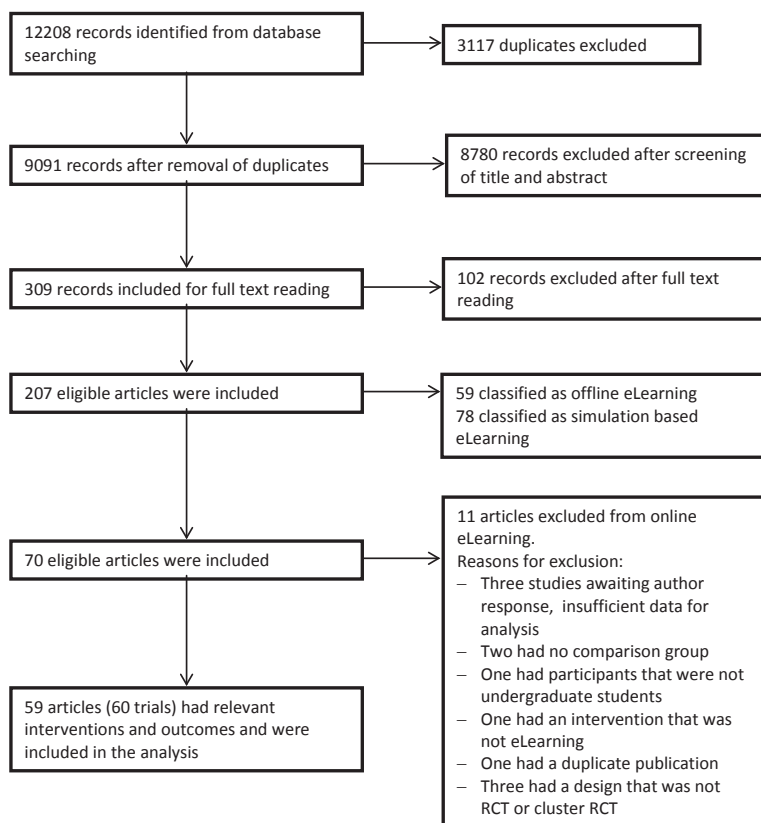 12208 records identified from database
searching
3117 duplicates excluded
9091 records after removal of duplicates
8780 records excluded after screening
of title and abstract
309 records included for full text reading
102 records excluded after full text
reading
207 eligible articles were included
59 classified as offline eLearning
78 classified as simulation based
eLearning
70 eligible articles were included
11 articles excluded from online
eLearning.
Reasons for exclusion:
– Three studies awaiting author
response, insufficient data for
analysis
– Two had no comparison group
– One had participants that were not
undergraduate students
– One had an intervention that was
not eLearning
– One had a duplicate publication
– Three had a design that was not
RCT or cluster RCT
59 articles (60 trials) had relevant
interventions and outcomes and were
included in the analysis